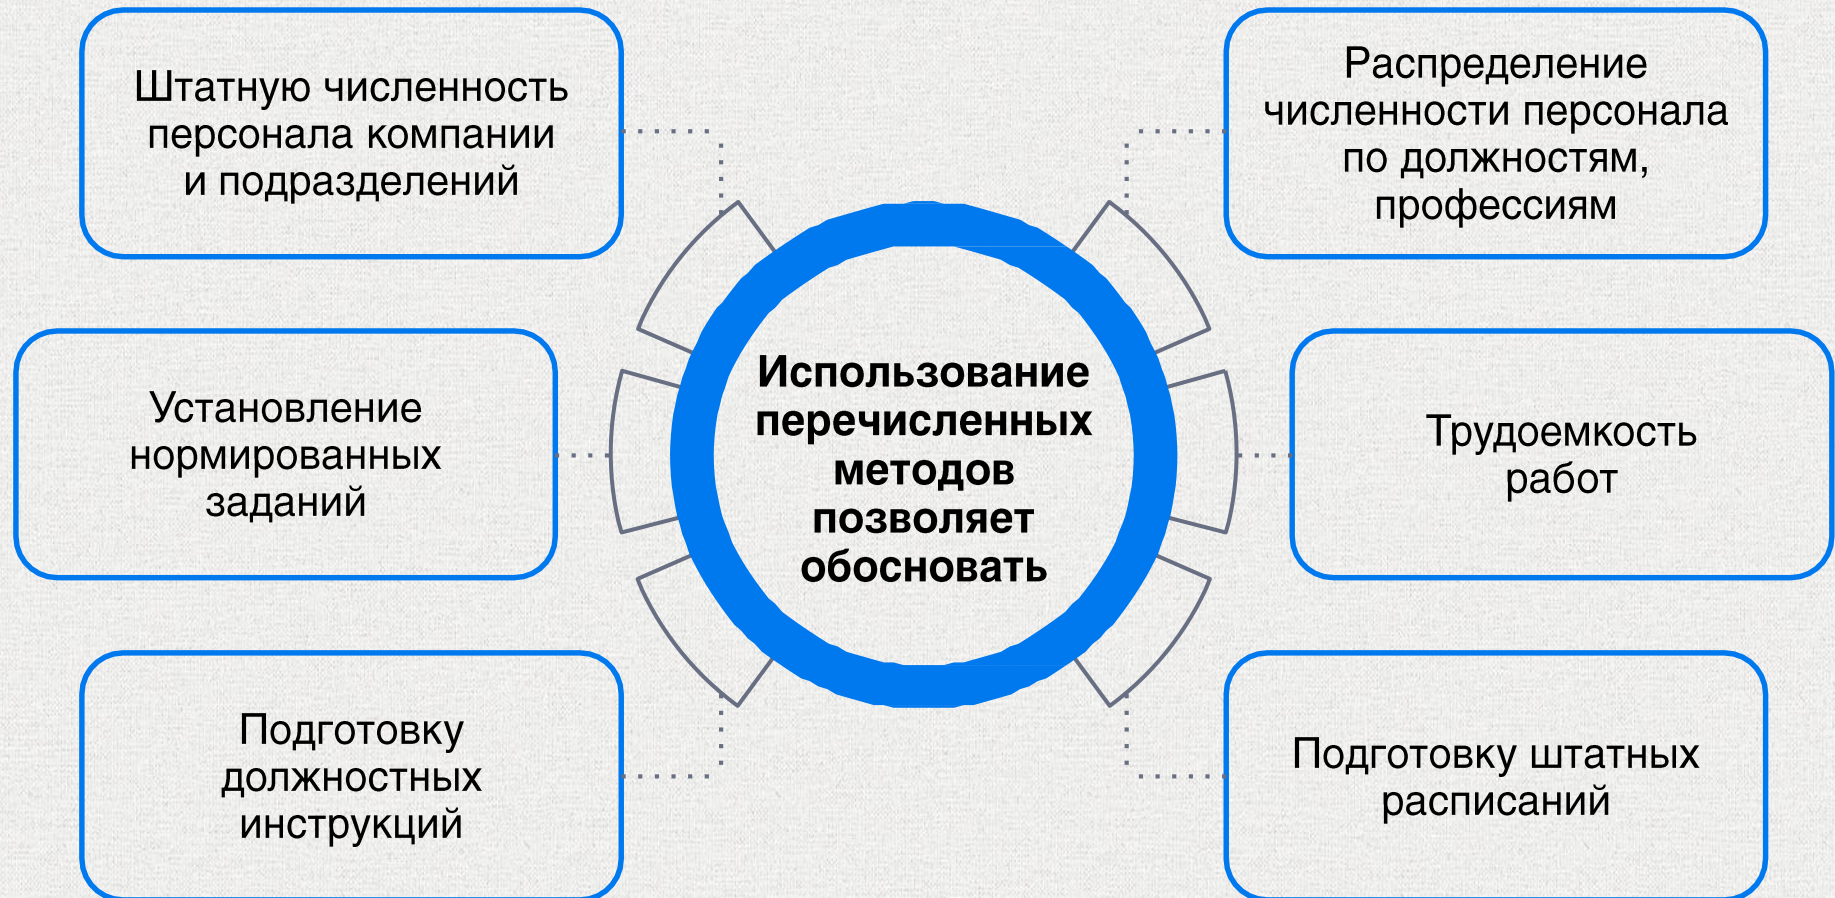 Штатную численность
персонала компании
и подразделений
Распределение
численности персонала
по должностям,
профессиям
Установление
нормированных
заданий
Использование
перечисленных
методов
позволяет
обосновать
Трудоемкость
работ
Подготовку
должностных
инструкций
Подготовку штатных
расписаний